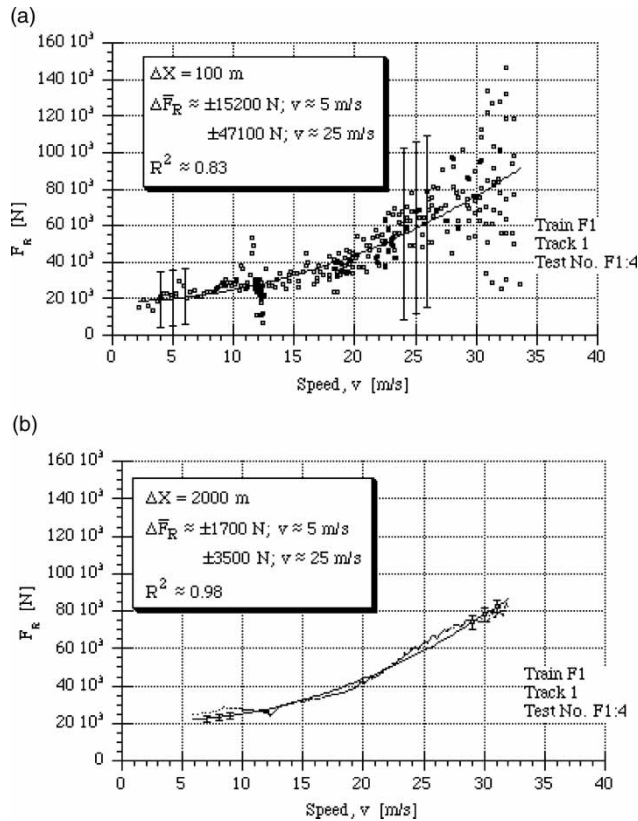 (a)
160 10³
140 10³
120 10³
100 10³
80 10³
60 10³
40 10³
20 10³
0
F_R [N]
ΔX = 100 m
ΔF̅_R ≈ ±15200 N; v ≈ 5 m/s
±47100 N; v ≈ 25 m/s
R² ≈ 0.83
Train F1
Track 1
Test No. F1:4
0 5 10 15 20 25 30 35 40
Speed, v [m/s]
(b)
160 10³
140 10³
120 10³
100 10³
80 10³
60 10³
40 10³
20 10³
0
F_R [N]
ΔX = 2000 m
ΔF̅_R ≈ ±1700 N; v ≈ 5 m/s
±3500 N; v ≈ 25 m/s
R² ≈ 0.98
Train F1
Track 1
Test No. F1:4
0 5 10 15 20 25 30 35 40
Speed, v [m/s]